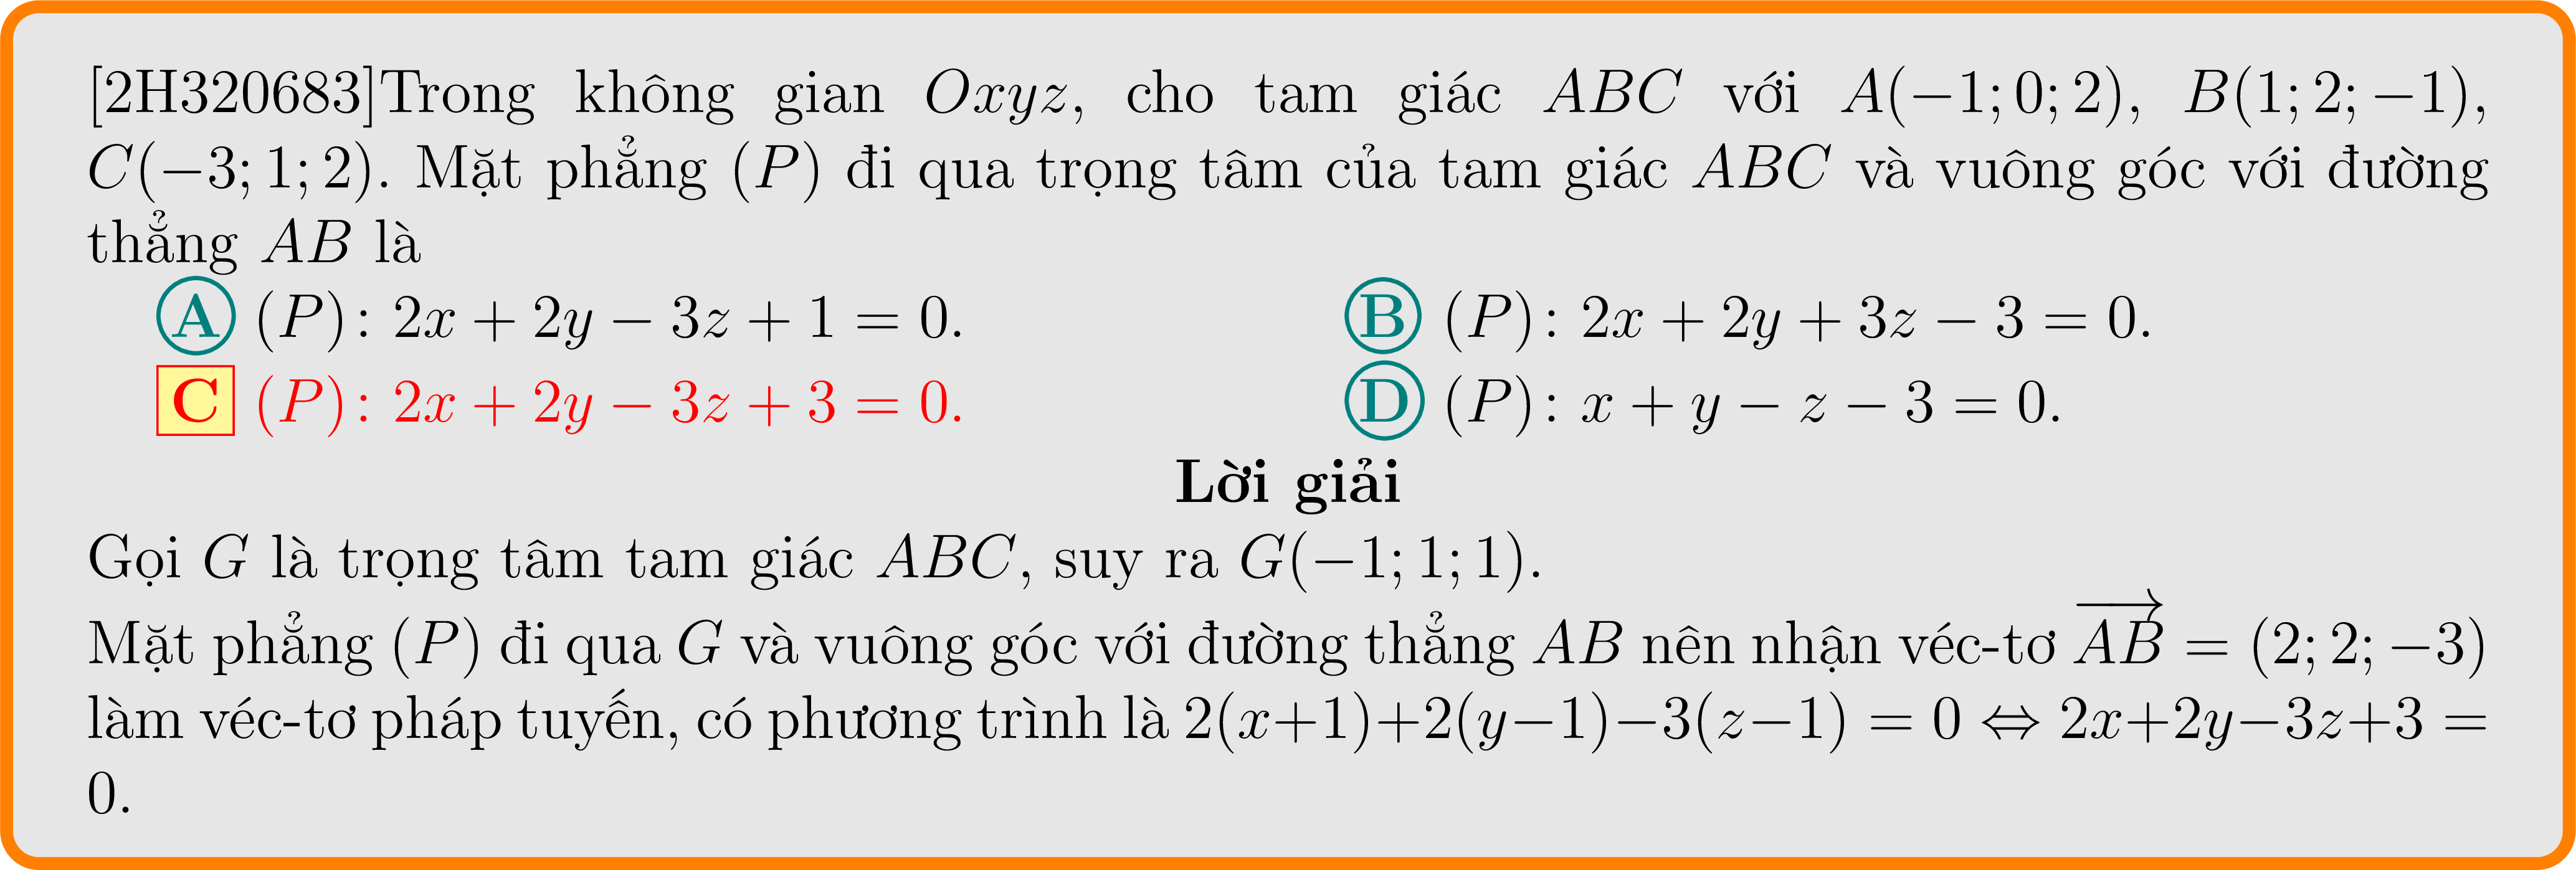 [2H320683]Trong không gian Oxyz, cho tam giác ABC với A(−1; 0; 2), B(1; 2; −1),
C(−3; 1; 2). Mặt phẳng (P) đi qua trọng tâm của tam giác ABC và vuông góc với đường
thẳng AB là
A (P): 2x + 2y − 3z + 1 = 0. B (P): 2x + 2y + 3z − 3 = 0.
C (P): 2x + 2y − 3z + 3 = 0. D (P): x + y − z − 3 = 0.
Lời giải
Gọi G là trọng tâm tam giác ABC, suy ra G(−1; 1; 1).
Mặt phẳng (P) đi qua G và vuông góc với đường thẳng AB nên nhận véc-tơ $\overrightarrow{AB}$ = (2; 2; −3)
làm véc-tơ pháp tuyến, có phương trình là 2(x+1)+2(y−1)−3(z−1) = 0 ⇔ 2x+2y−3z+3 =
0.